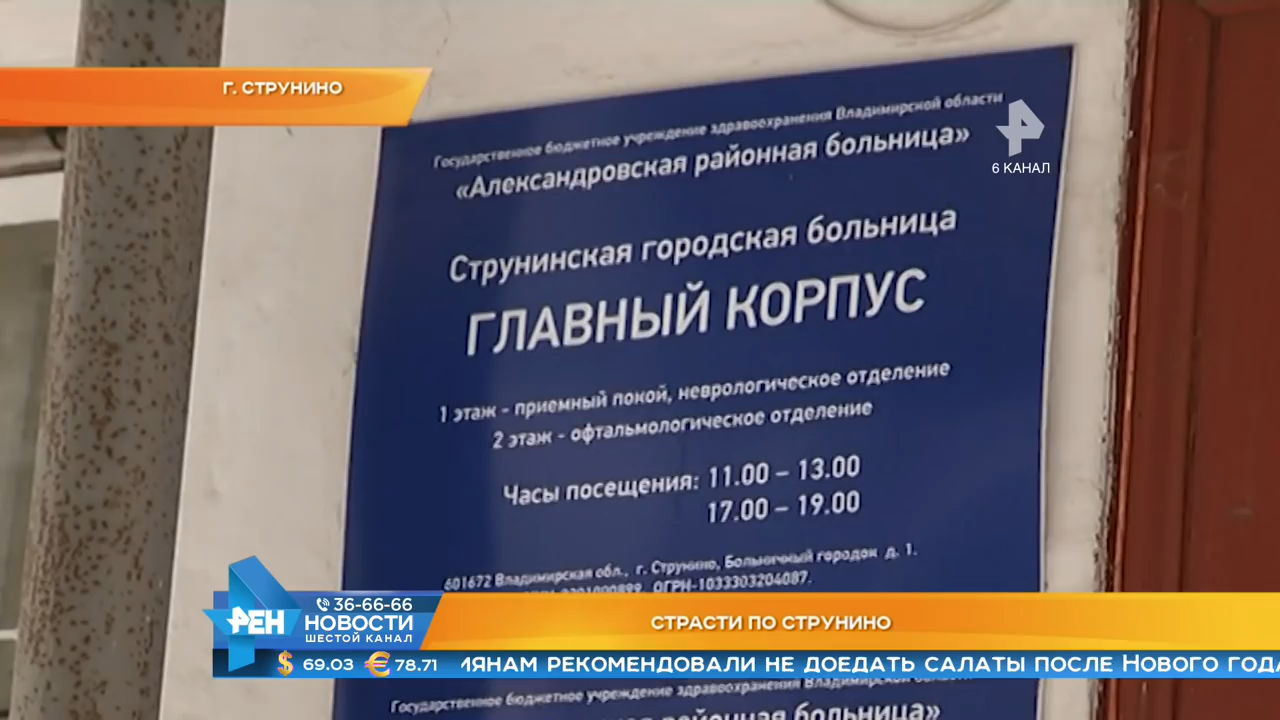 Г. СТРУНИНО
Государственное бюджетное учреждение здравоохранения Владимирской области
«Александровская районная больница»
6 КАНАЛ
Струнинская городская больница
ГЛАВНЫЙ КОРПУС
1 этаж - приемный покой, неврологическое отделение
2 этаж - офтальмологическое отделение
Часы посещения: 11.00 – 13.00
17.00 – 19.00
601672 Владимирская обл., г. Струнино, Больничный городок д. 1.
ОГРН-1033303204087.
РЕН
36-66-66
НОВОСТИ
ШЕСТОЙ КАНАЛ
СТРАСТИ ПО СТРУНИНО
$ 69.03 € 78.71 ИЯНАМ РЕКОМЕНДОВАЛИ НЕ ДОЕДАТЬ САЛАТЫ ПОСЛЕ НОВОГО ГОДА
Государственное бюджетное учреждение здравоохранения Владимирской области
районная больница»